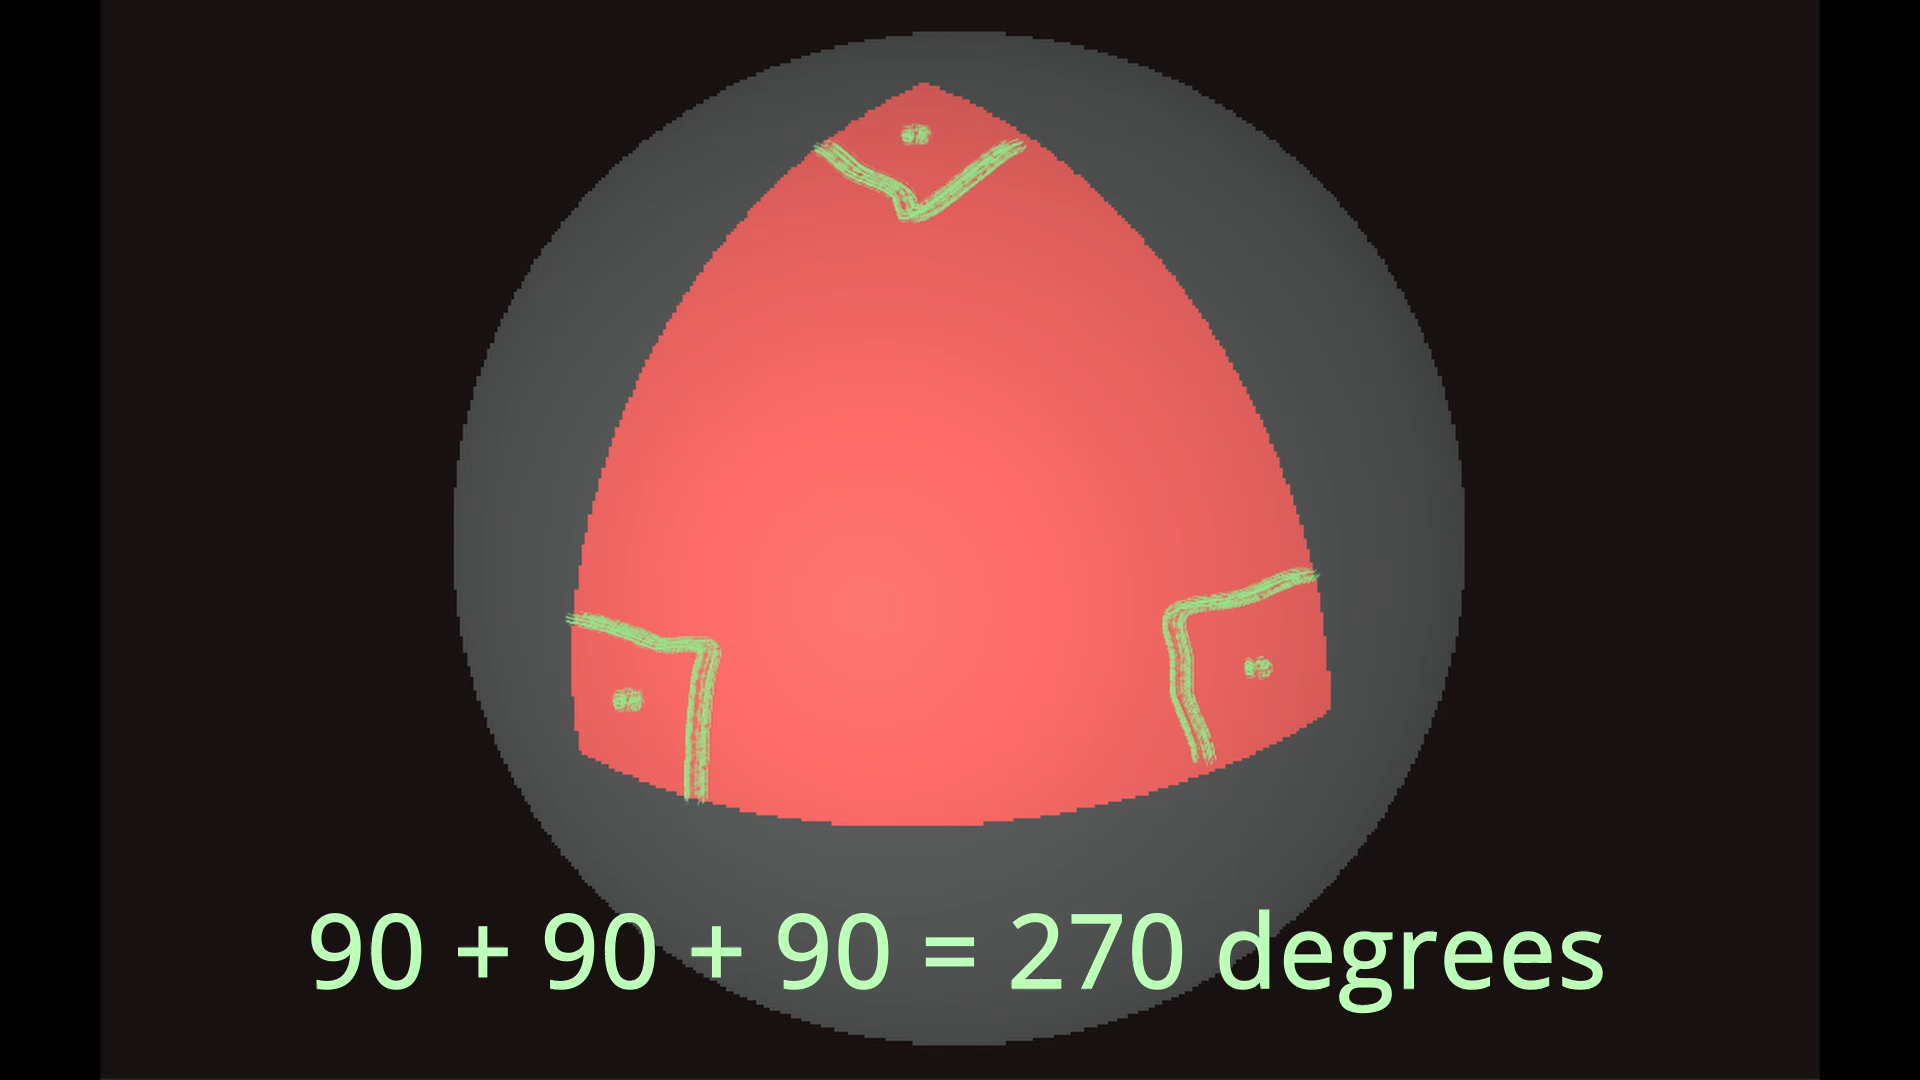 90 + 90 + 90 = 270 degrees